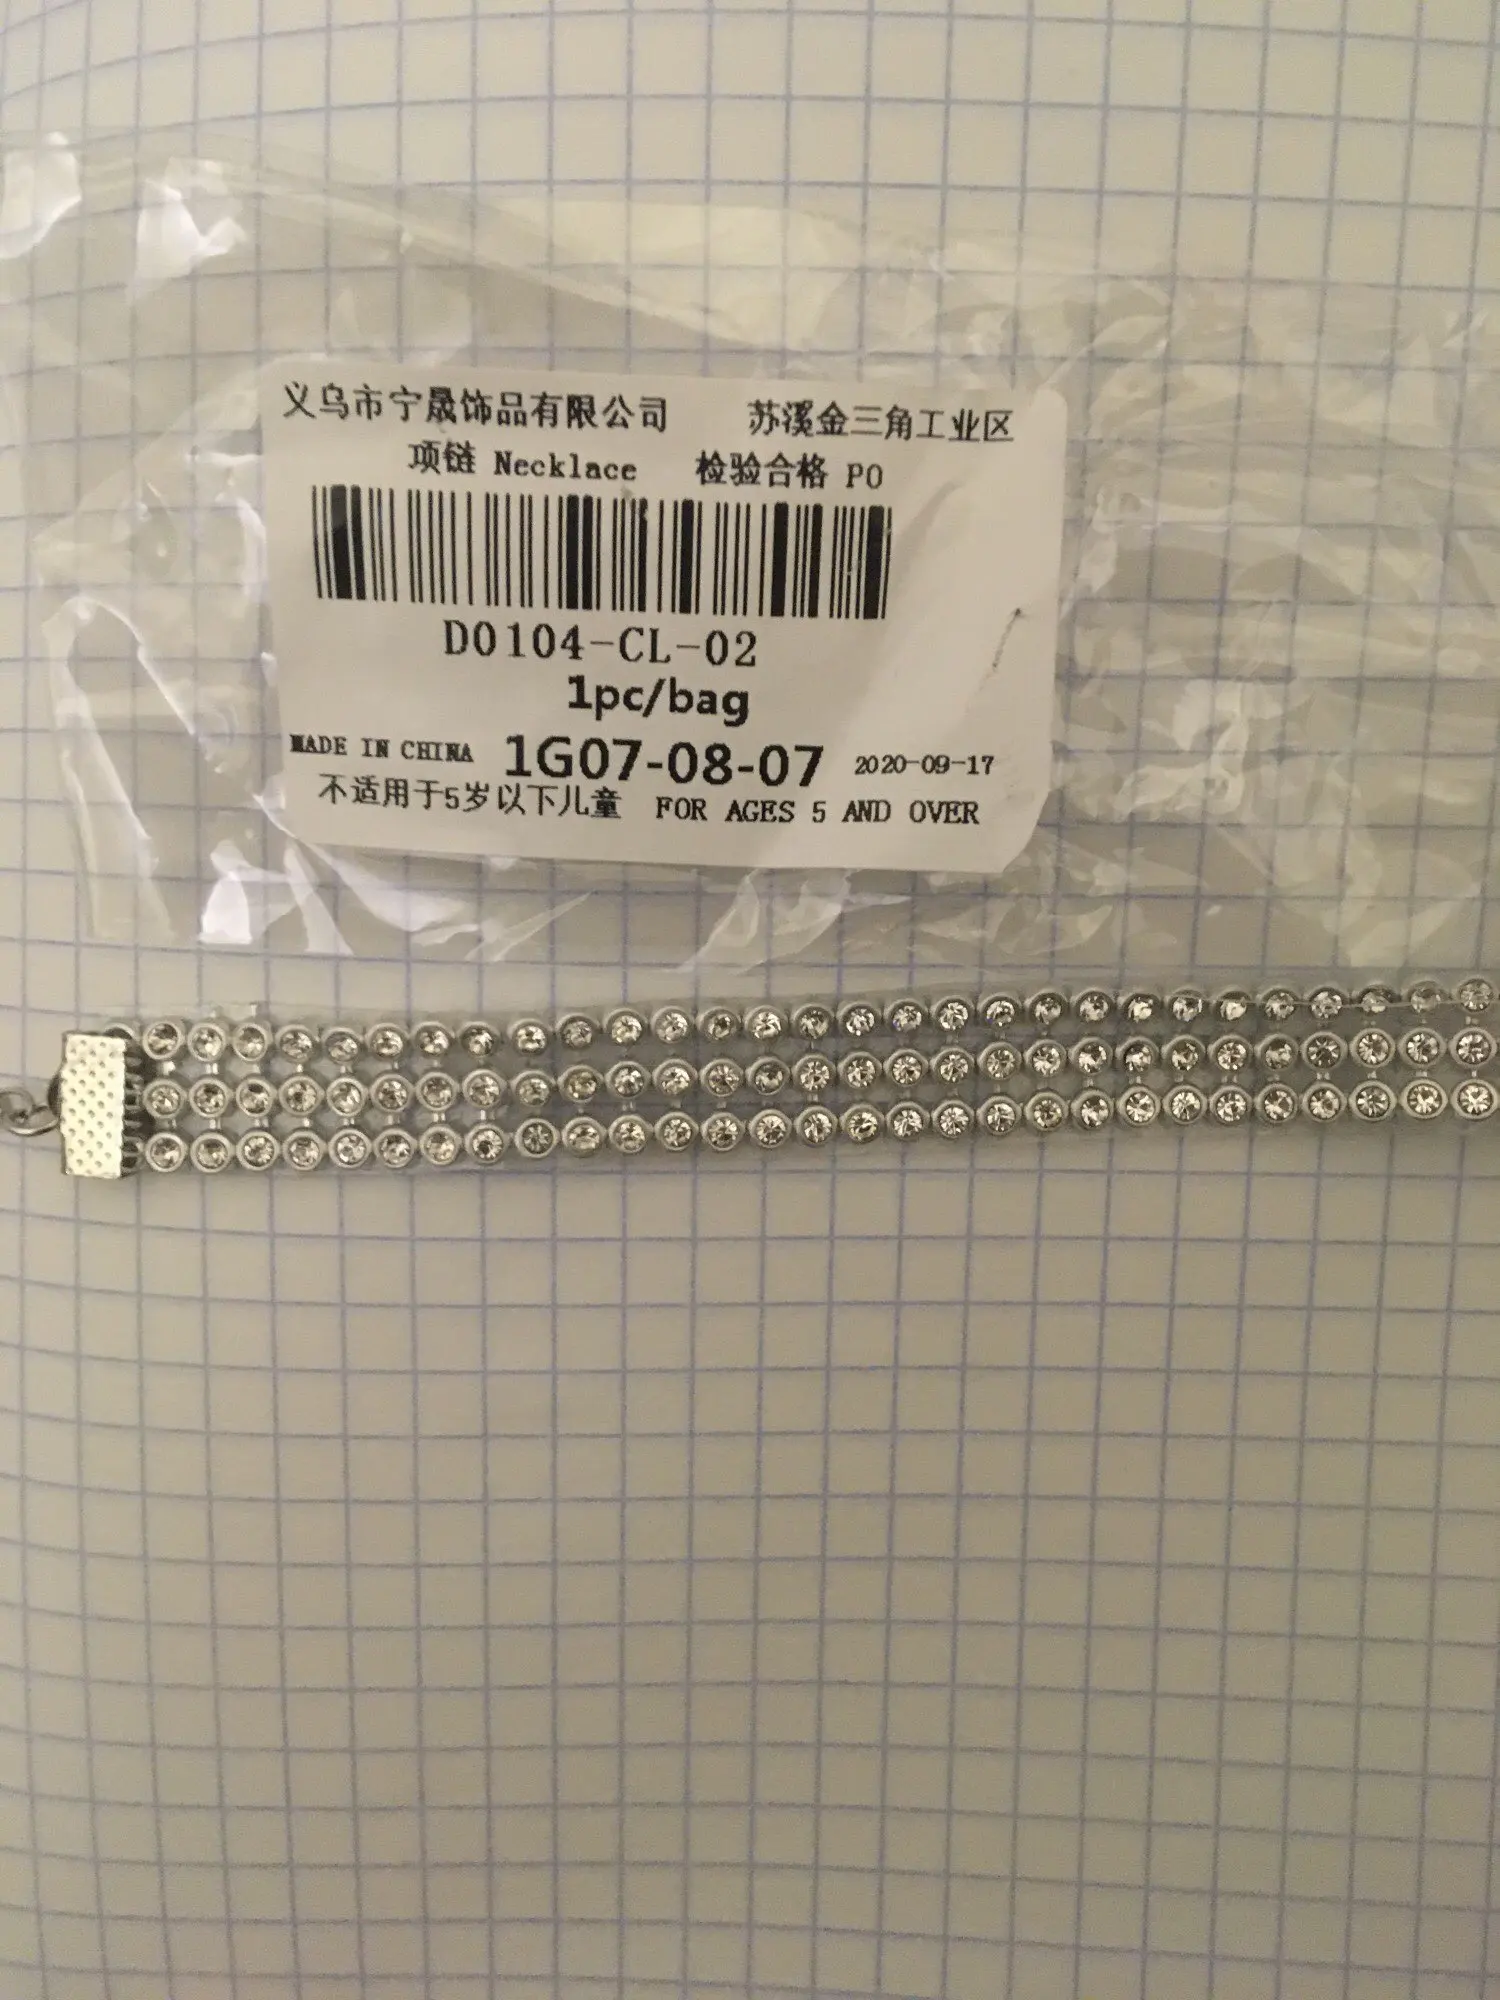 义乌市宁晟饰品有限公司 苏溪金三角工业区
项链 Necklace 检验合格 PO
D0104-CL-02
1pc/bag
MADE IN CHINA 1G07-08-07 2020-09-17
不适用于5岁以下儿童 FOR AGES 5 AND OVER